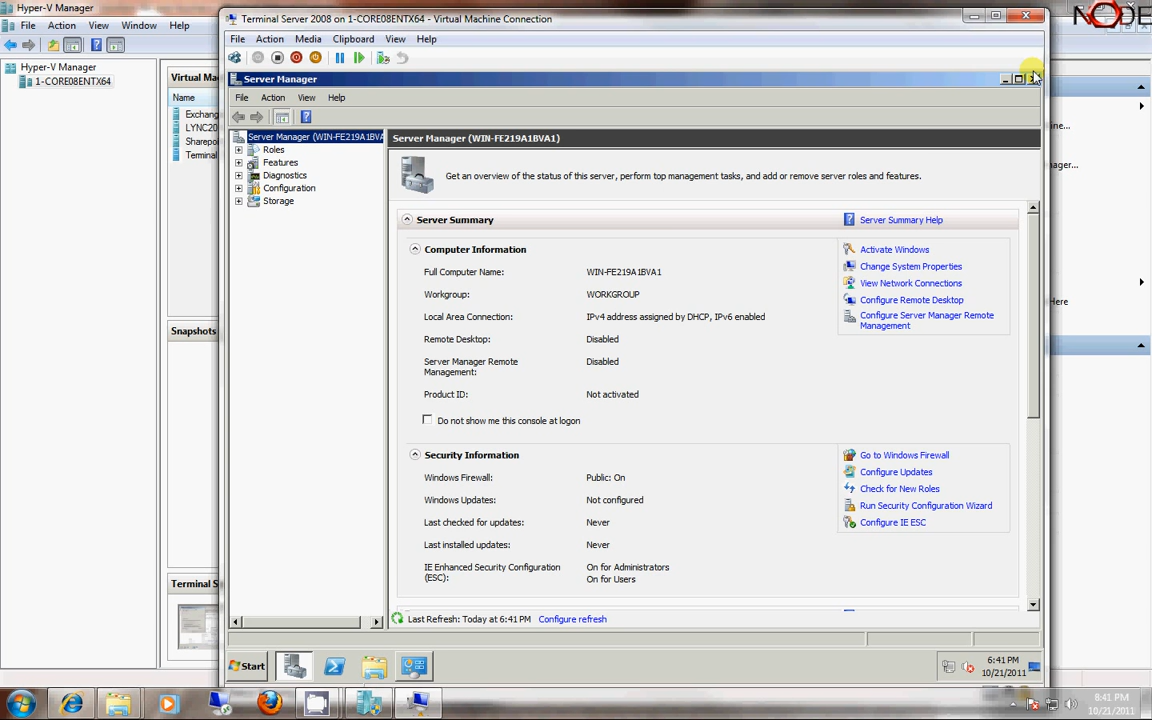 Hyper-V Manager
File Action View Window Help
Hyper-V Manager
1-CORE08ENTX64
Virtual Ma
Name
Exchang
LYNC20
Sharepo
Terminal
Snapshots
Terminal S
NODE
ine...
ager...
Here
Terminal Server 2008 on 1-CORE08ENTX64 - Virtual Machine Connection
File Action Media Clipboard View Help
Server Manager
File Action View Help
Server Manager (WIN-FE219A1BVA
Roles
Features
Diagnostics
Configuration
Storage
Server Manager (WIN-FE219A1BVA1)
Get an overview of the status of this server, perform top management tasks, and add or remove server roles and features.
Server Summary
Server Summary Help
Computer Information
Full Computer Name: WIN-FE219A1BVA1
Workgroup: WORKGROUP
Local Area Connection: IPv4 address assigned by DHCP, IPv6 enabled
Remote Desktop: Disabled
Server Manager Remote Management: Disabled
Product ID: Not activated
Do not show me this console at logon
Activate Windows
Change System Properties
View Network Connections
Configure Remote Desktop
Configure Server Manager Remote
Management
Security Information
Windows Firewall: Public: On
Windows Updates: Not configured
Last checked for updates: Never
Last installed updates: Never
IE Enhanced Security Configuration (ESC): On for Administrators
On for Users
Go to Windows Firewall
Configure Updates
Check for New Roles
Run Security Configuration Wizard
Configure IE ESC
Last Refresh: Today at 6:41 PM Configure refresh
Start
6:41 PM
10/21/2011
8:41 PM
10/21/2011